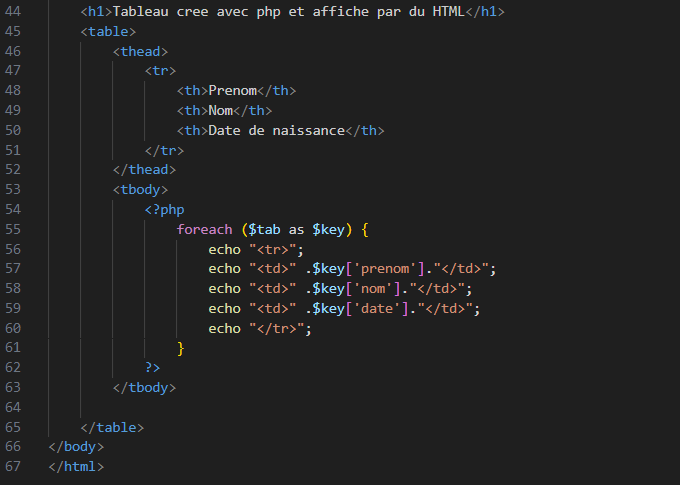 44 <h1>Tableau cree avec php et affiche par du HTML</h1>
45 <table>
46 <thead>
47 <tr>
48 <th>Prenom</th>
49 <th>Nom</th>
50 <th>Date de naissance</th>
51 </tr>
52 </thead>
53 <tbody>
54 <?php
55 foreach ($tab as $key) {
56 echo "<tr>";
57 echo "<td>" .$key['prenom']."</td>";
58 echo "<td>" .$key['nom']."</td>";
59 echo "<td>" .$key['date']."</td>";
60 echo "</tr>";
61 }
62 ?>
63 </tbody>
64
65 </table>
66 </body>
67 </html>